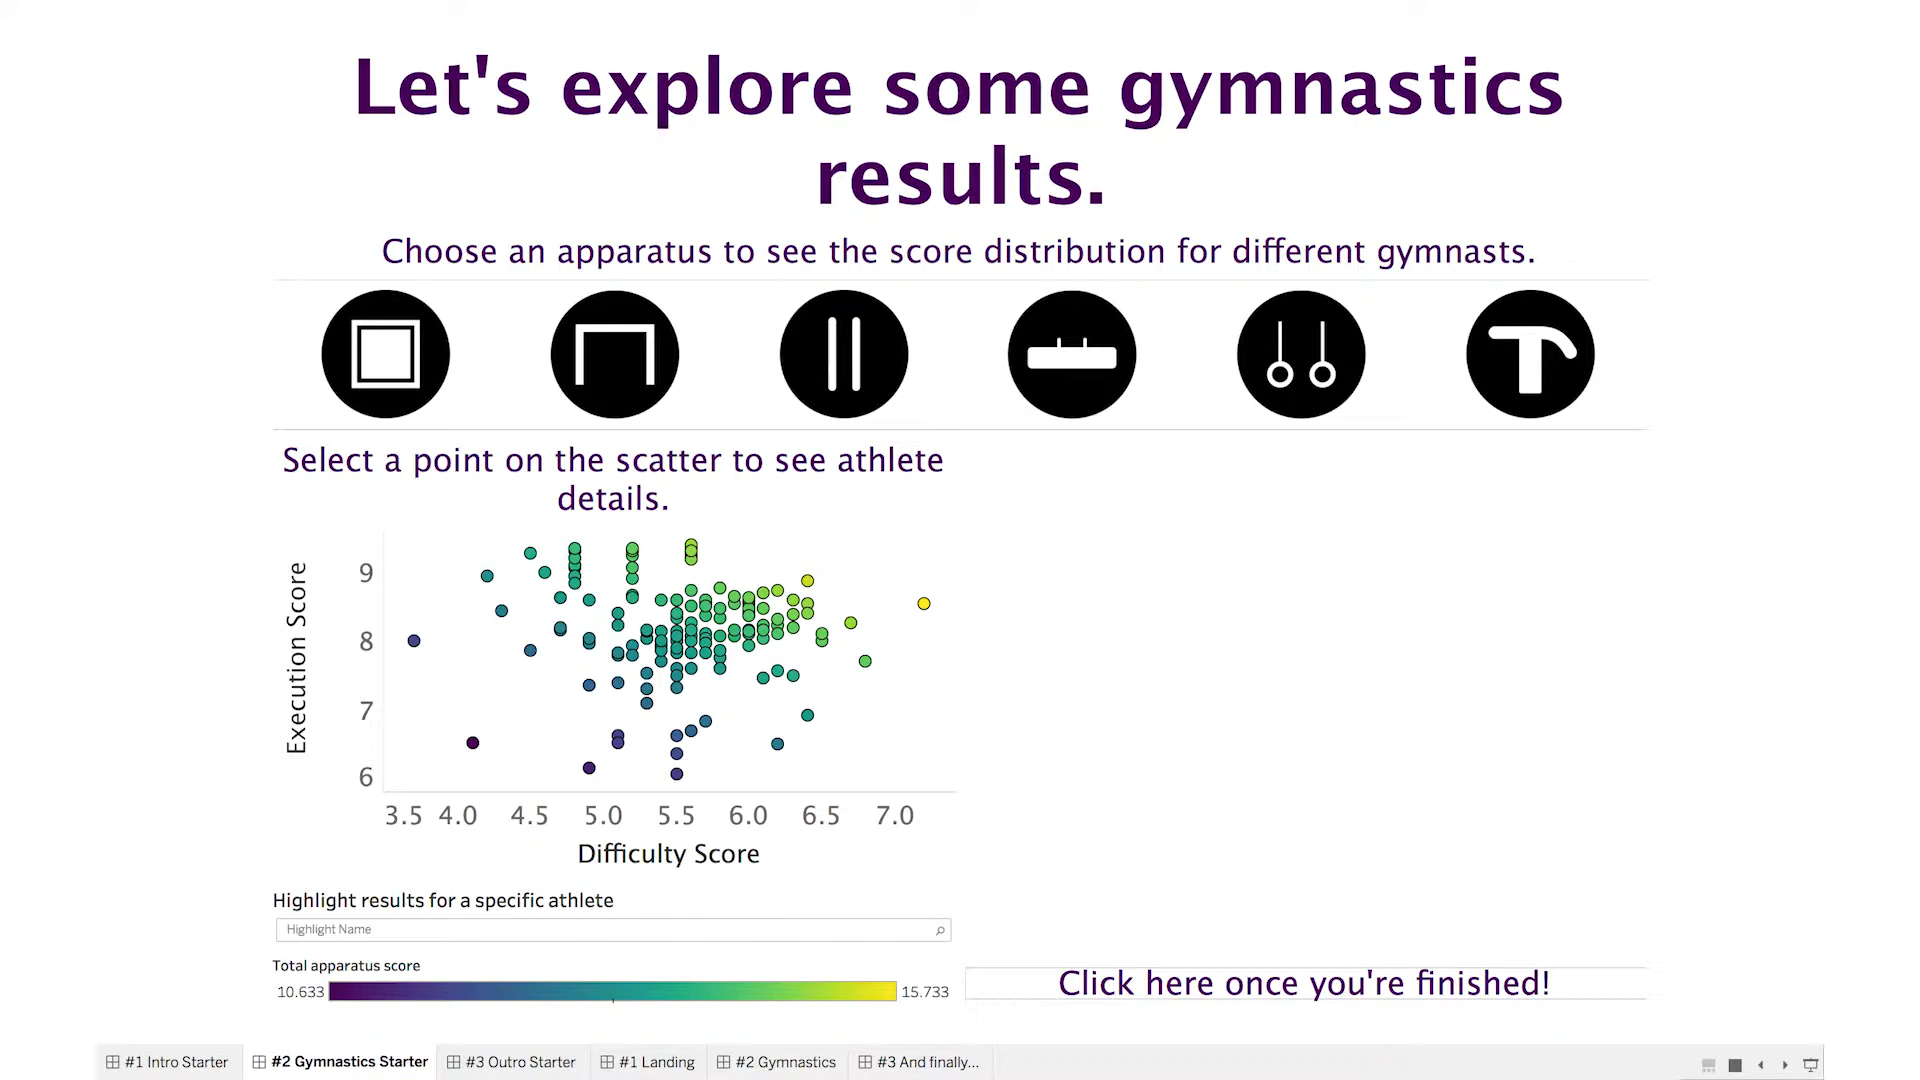 Let's explore some gymnastics
results.
Choose an apparatus to see the score distribution for different gymnasts.
Select a point on the scatter to see athlete
details.
Execution Score
9
8
7
6
3.5 4.0 4.5 5.0 5.5 6.0 6.5 7.0
Difficulty Score
Highlight results for a specific athlete
Highlight Name
Total apparatus score
10.633 15.733
Click here once you're finished!
#1 Intro Starter #2 Gymnastics Starter #3 Outro Starter #1 Landing #2 Gymnastics #3 And finally...